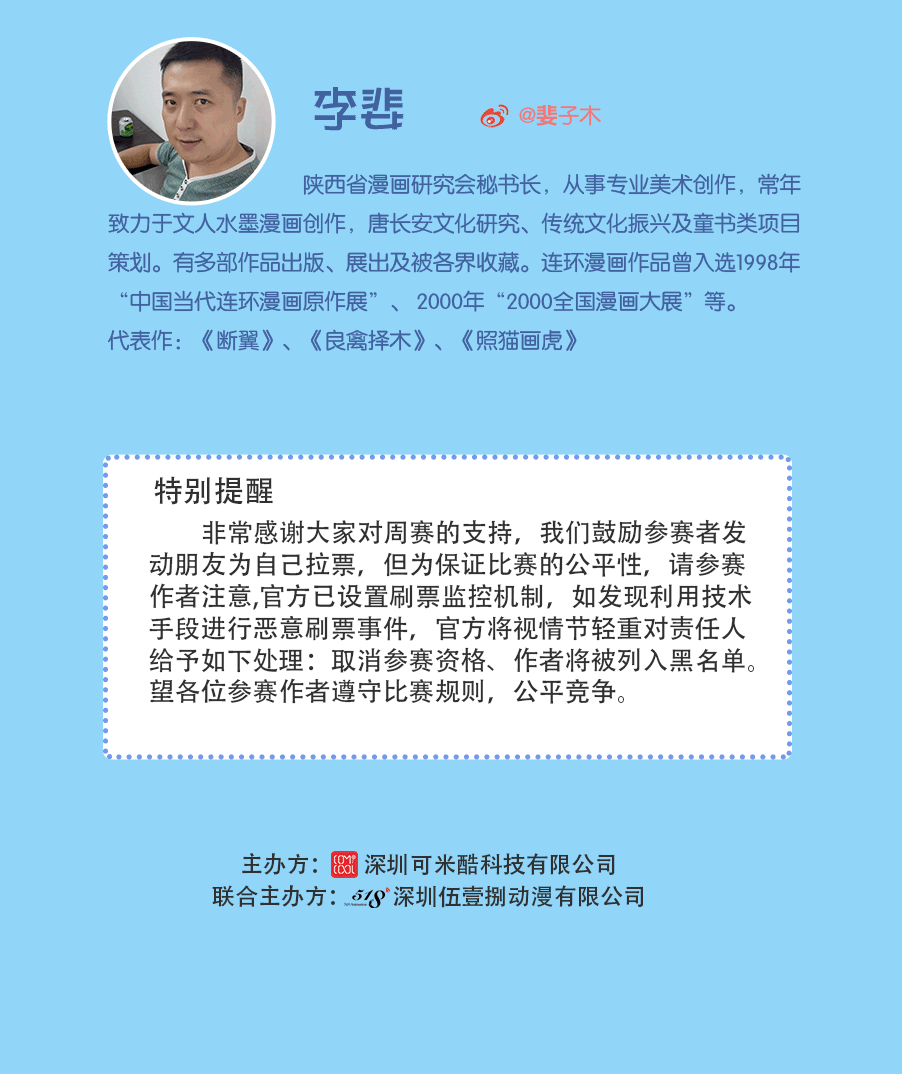 李斐
@斐子木
陕西省漫画研究会秘书长，从事专业美术创作，常年
致力于文人水墨漫画创作，唐长安文化研究、传统文化振兴及童书类项目
策划。有多部作品出版、展出及被各界收藏。连环漫画作品曾入选1998年
“中国当代连环漫画原作展”、2000年“2000全国漫画大展”等。
代表作：《断翼》、《良禽择木》、《照猫画虎》
特别提醒
非常感谢大家对周赛的支持，我们鼓励参赛者发
动朋友为自己拉票，但为保证比赛的公平性，请参赛
作者注意,官方已设置刷票监控机制，如发现利用技术
手段进行恶意刷票事件，官方将视情节轻重对责任人
给予如下处理：取消参赛资格、作者将被列入黑名单。
望各位参赛作者遵守比赛规则，公平竞争。
主办方：COMI COOL 深圳可米酷科技有限公司
联合主办方：518 深圳伍壹捌动漫有限公司